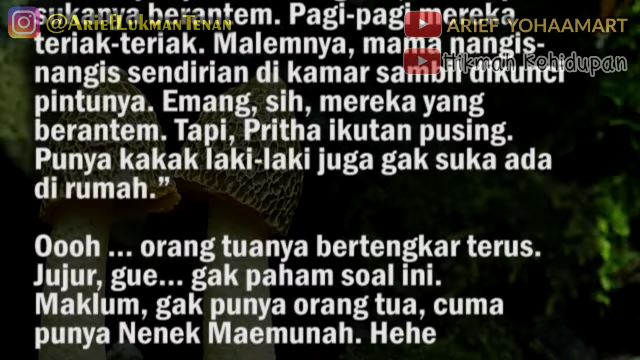 sukanya berantem. Pagi-pagi mereka
@AriefLukmanTenan
ARIEF YOHAAMART
teriak-teriak. Malemnya, mama nangis-
Hikmah Kehidupan
nangis sendirian di kamar sambil dikunci
pintunya. Emang, sih, mereka yang
berantem. Tapi, Pritha ikutan pusing.
Punya kakak laki-laki juga gak suka ada
di rumah.”
Oooh ... orang tuanya bertengkar terus.
Jujur, gue... gak paham soal ini.
Maklum, gak punya orang tua, cuma
punya Nenek Maemunah. Hehe